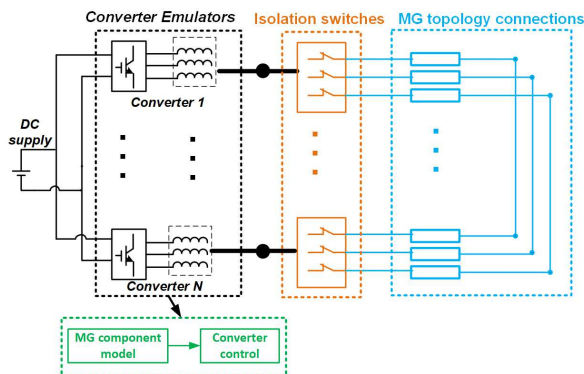 Converter Emulators
Isolation switches
MG topology connections
Converter 1
DC
supply
Converter N
MG component
model
Converter
control